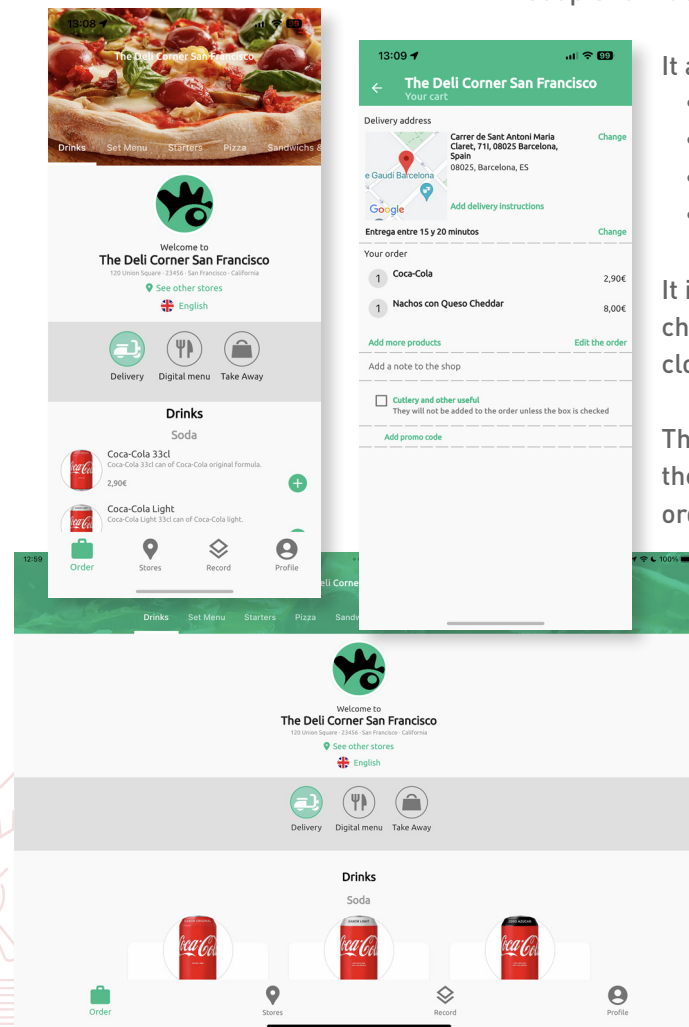 13:08
89
The Deli Corner San Francisco
Drinks Set Menu Starters Pizza Sandwichs &
Welcome to
The Deli Corner San Francisco
120 Union Square - 23456 - San Francisco - California
See other stores
English
Delivery Digital menu Take Away
Drinks
Soda
Coca-Cola 33cl
Coca-Cola 33cl can of Coca-Cola original formula.
2,90€
Coca-Cola Light
Coca-Cola Light 33cl can of Coca-Cola light.
Order Stores Record Profile
13:09
99
The Deli Corner San Francisco
Your cart
Delivery address
Carrer de Sant Antoni Maria
Claret, 711, 08025 Barcelona,
Spain
08025, Barcelona, ES
Change
e Gaudi Barcelona
Google
Add delivery instructions
Entrega entre 15 y 20 minutos Change
Your order
1 Coca-Cola 2,90€
1 Nachos con Queso Cheddar 8,00€
Add more products Edit the order
Add a note to the shop
Cutlery and other useful
They will not be added to the order unless the box is checked
Add promo code
It a
It i
ch
clo
Th
the
ord
12:59
eli Corne
100%
Drinks Set Menu Starters Pizza Sandw
Welcome to
The Deli Corner San Francisco
120 Union Square - 23456 - San Francisco - California
See other stores
English
Delivery Digital menu Take Away
Drinks
Soda
Order Stores Record Profile